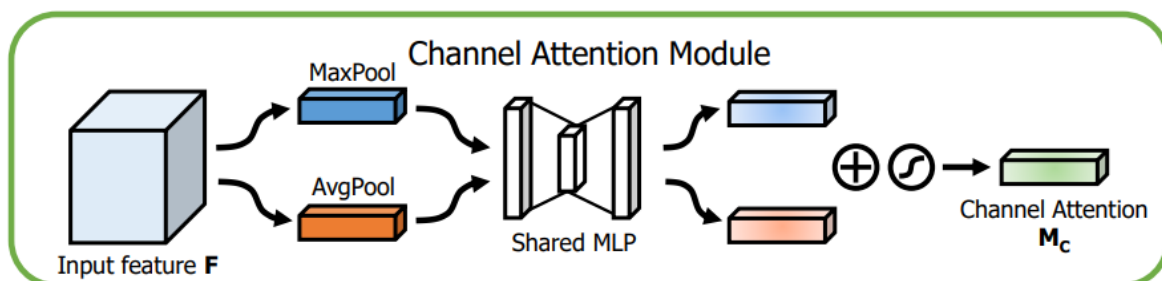 Channel Attention Module
MaxPool
AvgPool
Shared MLP
Input feature F
Channel Attention
Mc